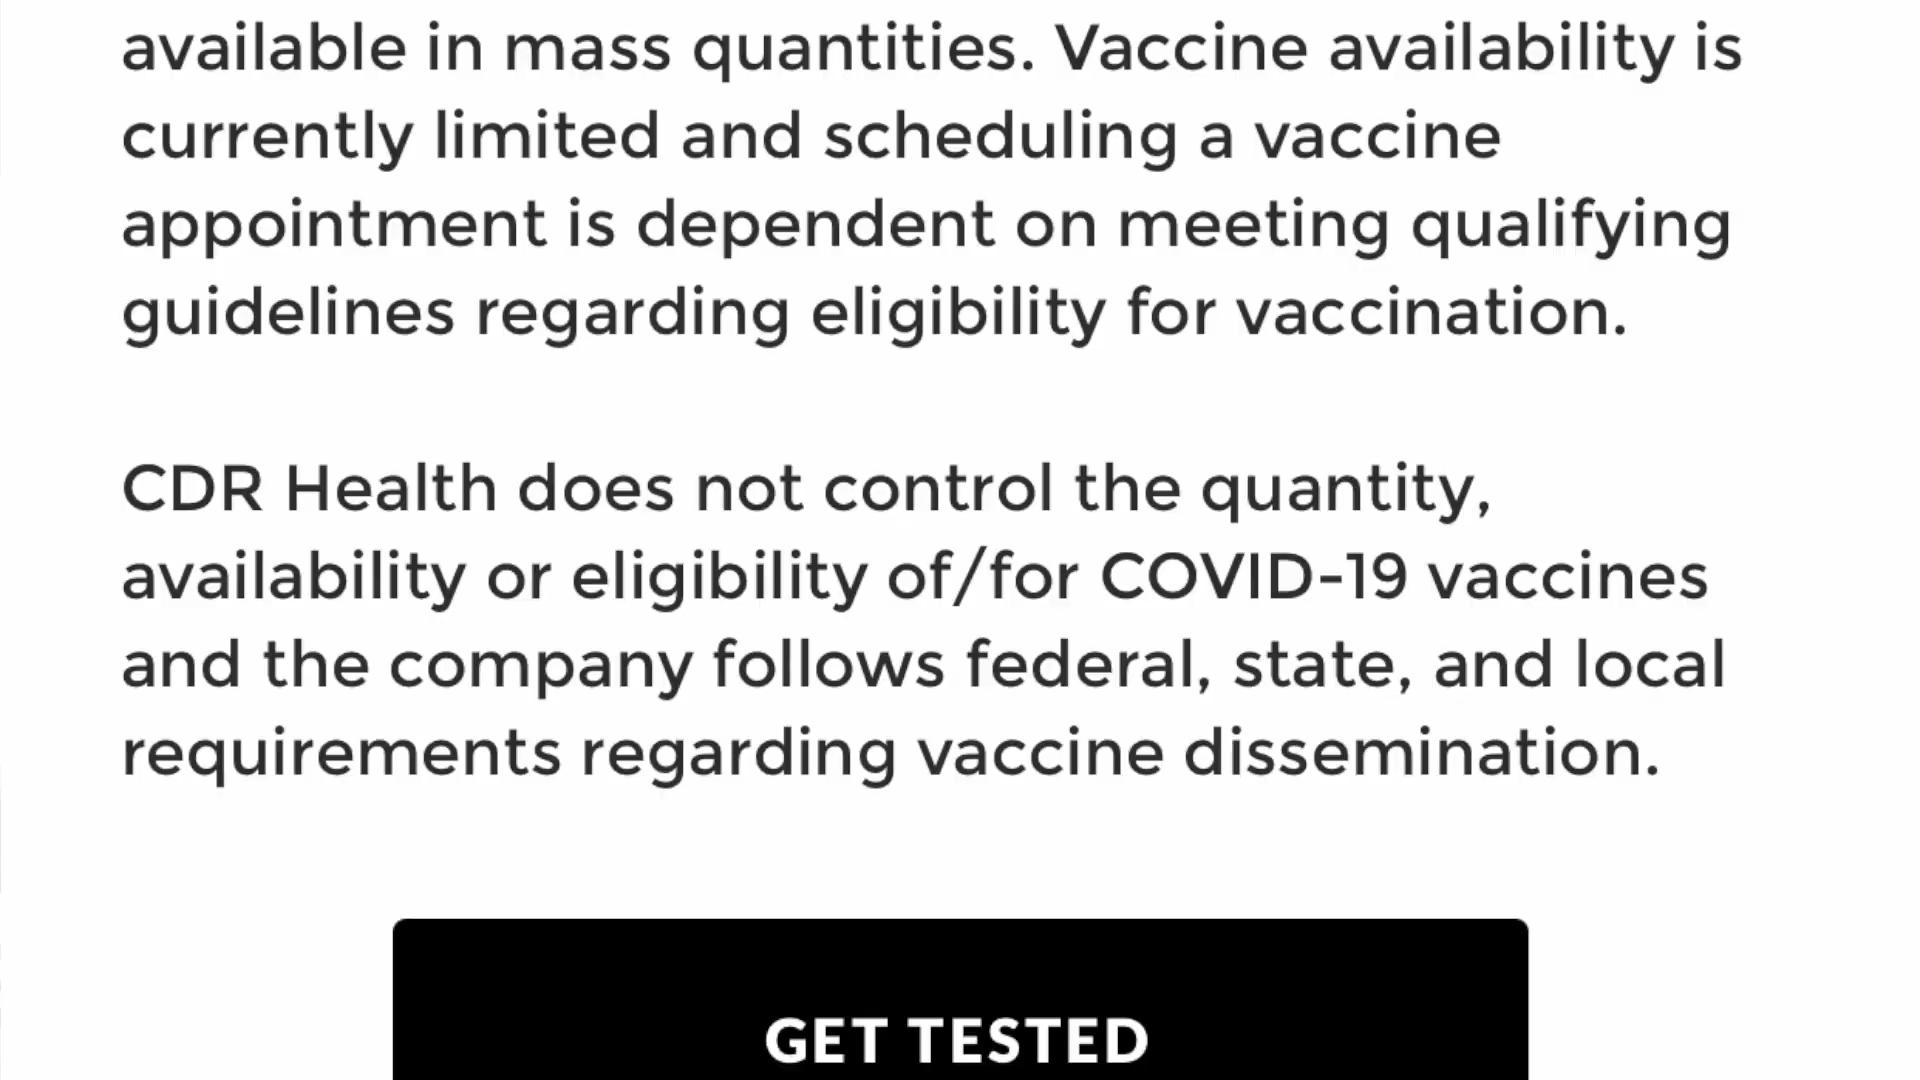 available in mass quantities. Vaccine availability is
currently limited and scheduling a vaccine
appointment is dependent on meeting qualifying
guidelines regarding eligibility for vaccination.
CDR Health does not control the quantity,
availability or eligibility of/for COVID-19 vaccines
and the company follows federal, state, and local
requirements regarding vaccine dissemination.
GET TESTED